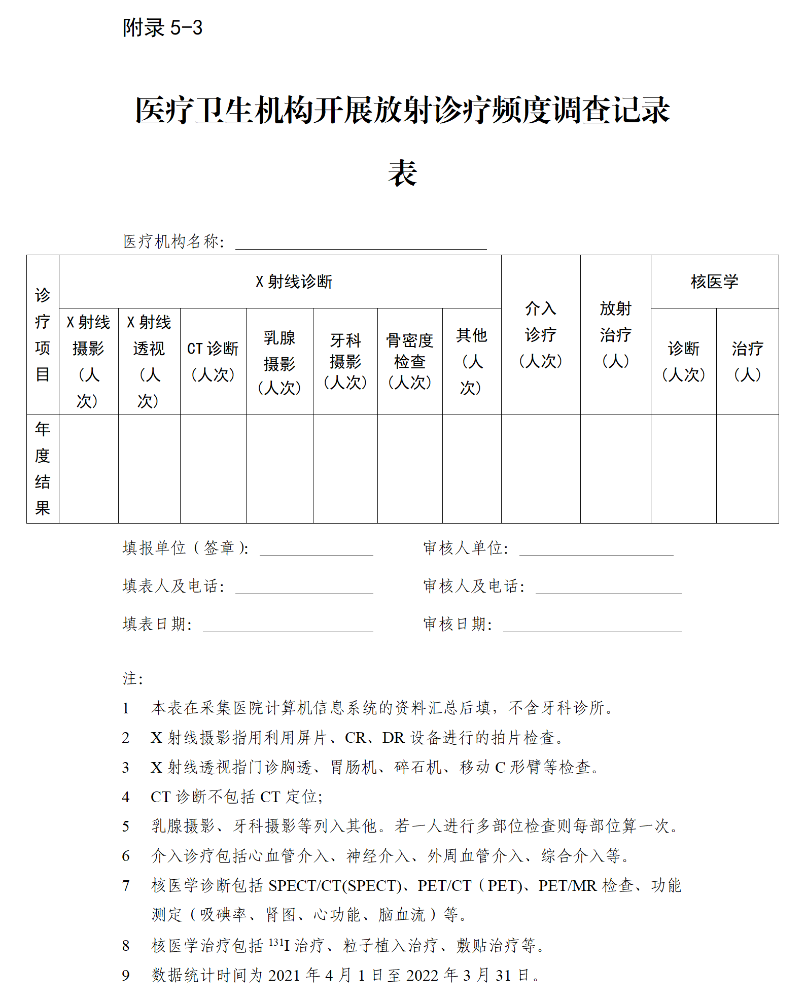 附录 5-3
医疗卫生机构开展放射诊疗频度调查记录
表
医疗机构名称：
诊
疗
项
目
X 射线诊断
介入
诊疗
（人次）
放射
治疗
（人）
核医学
X 射线
摄影
（人
次）
X 射线
透视
（人
次）
CT 诊断
（人次）
乳腺
摄影
（人次）
牙科
摄影
（人次）
骨密度
检查
（人次）
其他
（人
次）
诊断
（人次）
治疗
（人）
年
度
结
果
填报单位（签章）： 审核人单位：
填表人及电话： 审核人及电话：
填表日期： 审核日期：
注：
1 本表在采集医院计算机信息系统的资料汇总后填，不含牙科诊所。
2 X 射线摄影指用利用屏片、CR、DR 设备进行的拍片检查。
3 X 射线透视指门诊胸透、胃肠机、碎石机、移动 C 形臂等检查。
4 CT 诊断不包括 CT 定位；
5 乳腺摄影、牙科摄影等列入其他。若一人进行多部位检查则每部位算一次。
6 介入诊疗包括心血管介入、神经介入、外周血管介入、综合介入等。
7 核医学诊断包括 SPECT/CT(SPECT)、PET/CT（PET)、PET/MR 检查、功能
测定（吸碘率、肾图、心功能、脑血流）等。
8 核医学治疗包括 ¹³¹I 治疗、粒子植入治疗、敷贴治疗等。
9 数据统计时间为 2021 年 4 月 1 日至 2022 年 3 月 31 日。